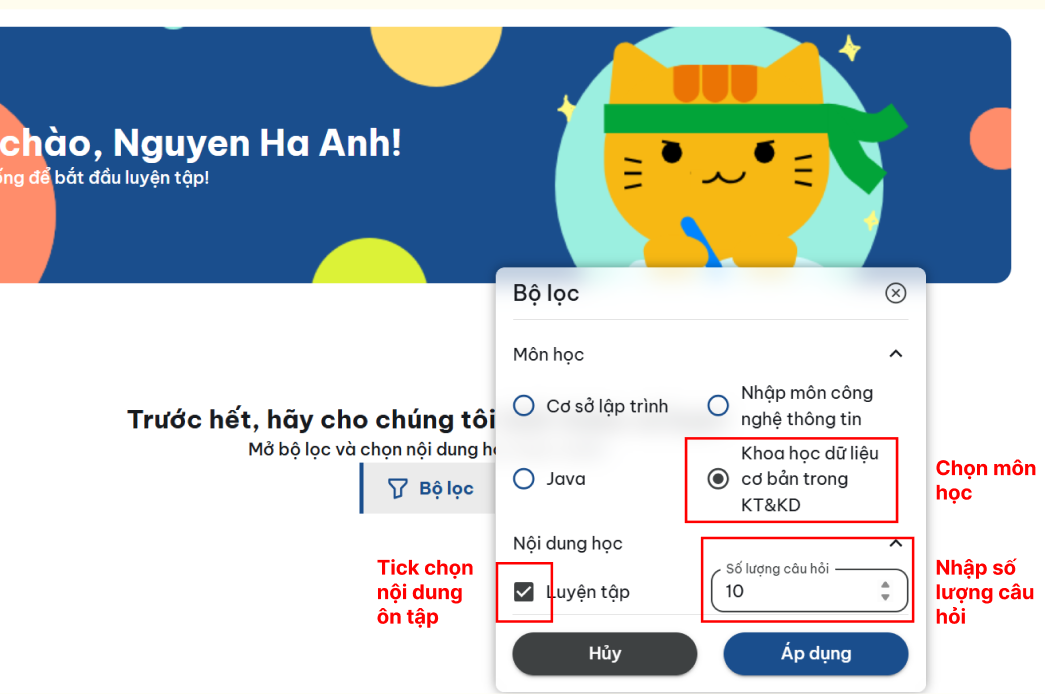 chào, Nguyen Ha Anh!
để bắt đầu luyện tập!
Bộ lọc
Môn học
Cơ sở lập trình
Nhập môn công
nghệ thông tin
Java
Khoa học dữ liệu
cơ bản trong
KT&KD
Chọn môn
học
Trước hết, hãy cho chúng tôi
Mở bộ lọc và chọn nội dung
Bộ lọc
Nội dung học
Tick chọn
nội dung
ôn tập
Luyện tập
Số lượng câu hỏi
10
Nhập số
lượng câu
hỏi
Hủy
Áp dụng